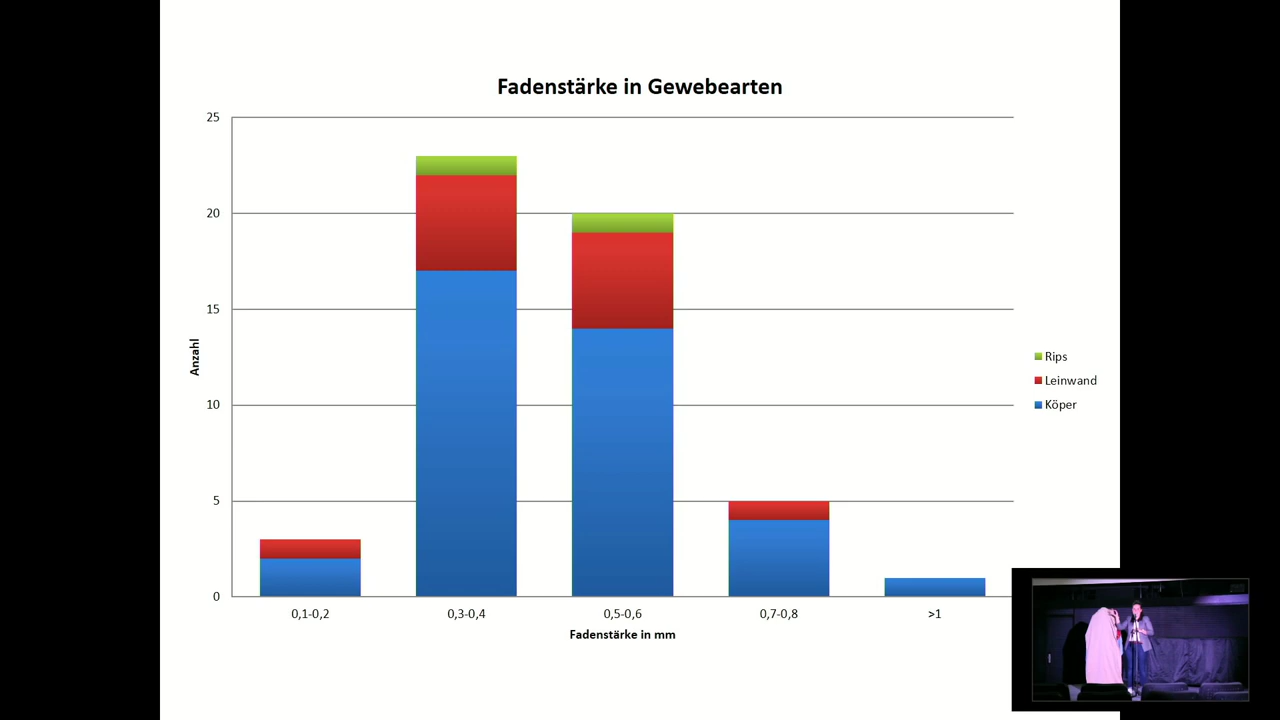 Fadenstärke in Gewebearten
25
20
15
10
5
0
Anzahl
0,1-0,2
0,3-0,4
0,5-0,6
0,7-0,8
>1
Fadenstärke in mm
Rips
Leinwand
Köper